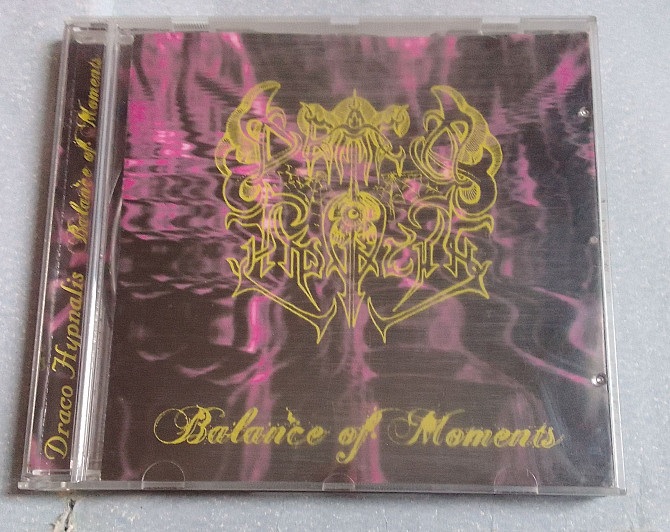 Draco Hypnalis Balance of Moments
DRACO
HYPNALIS
Balance of Moments